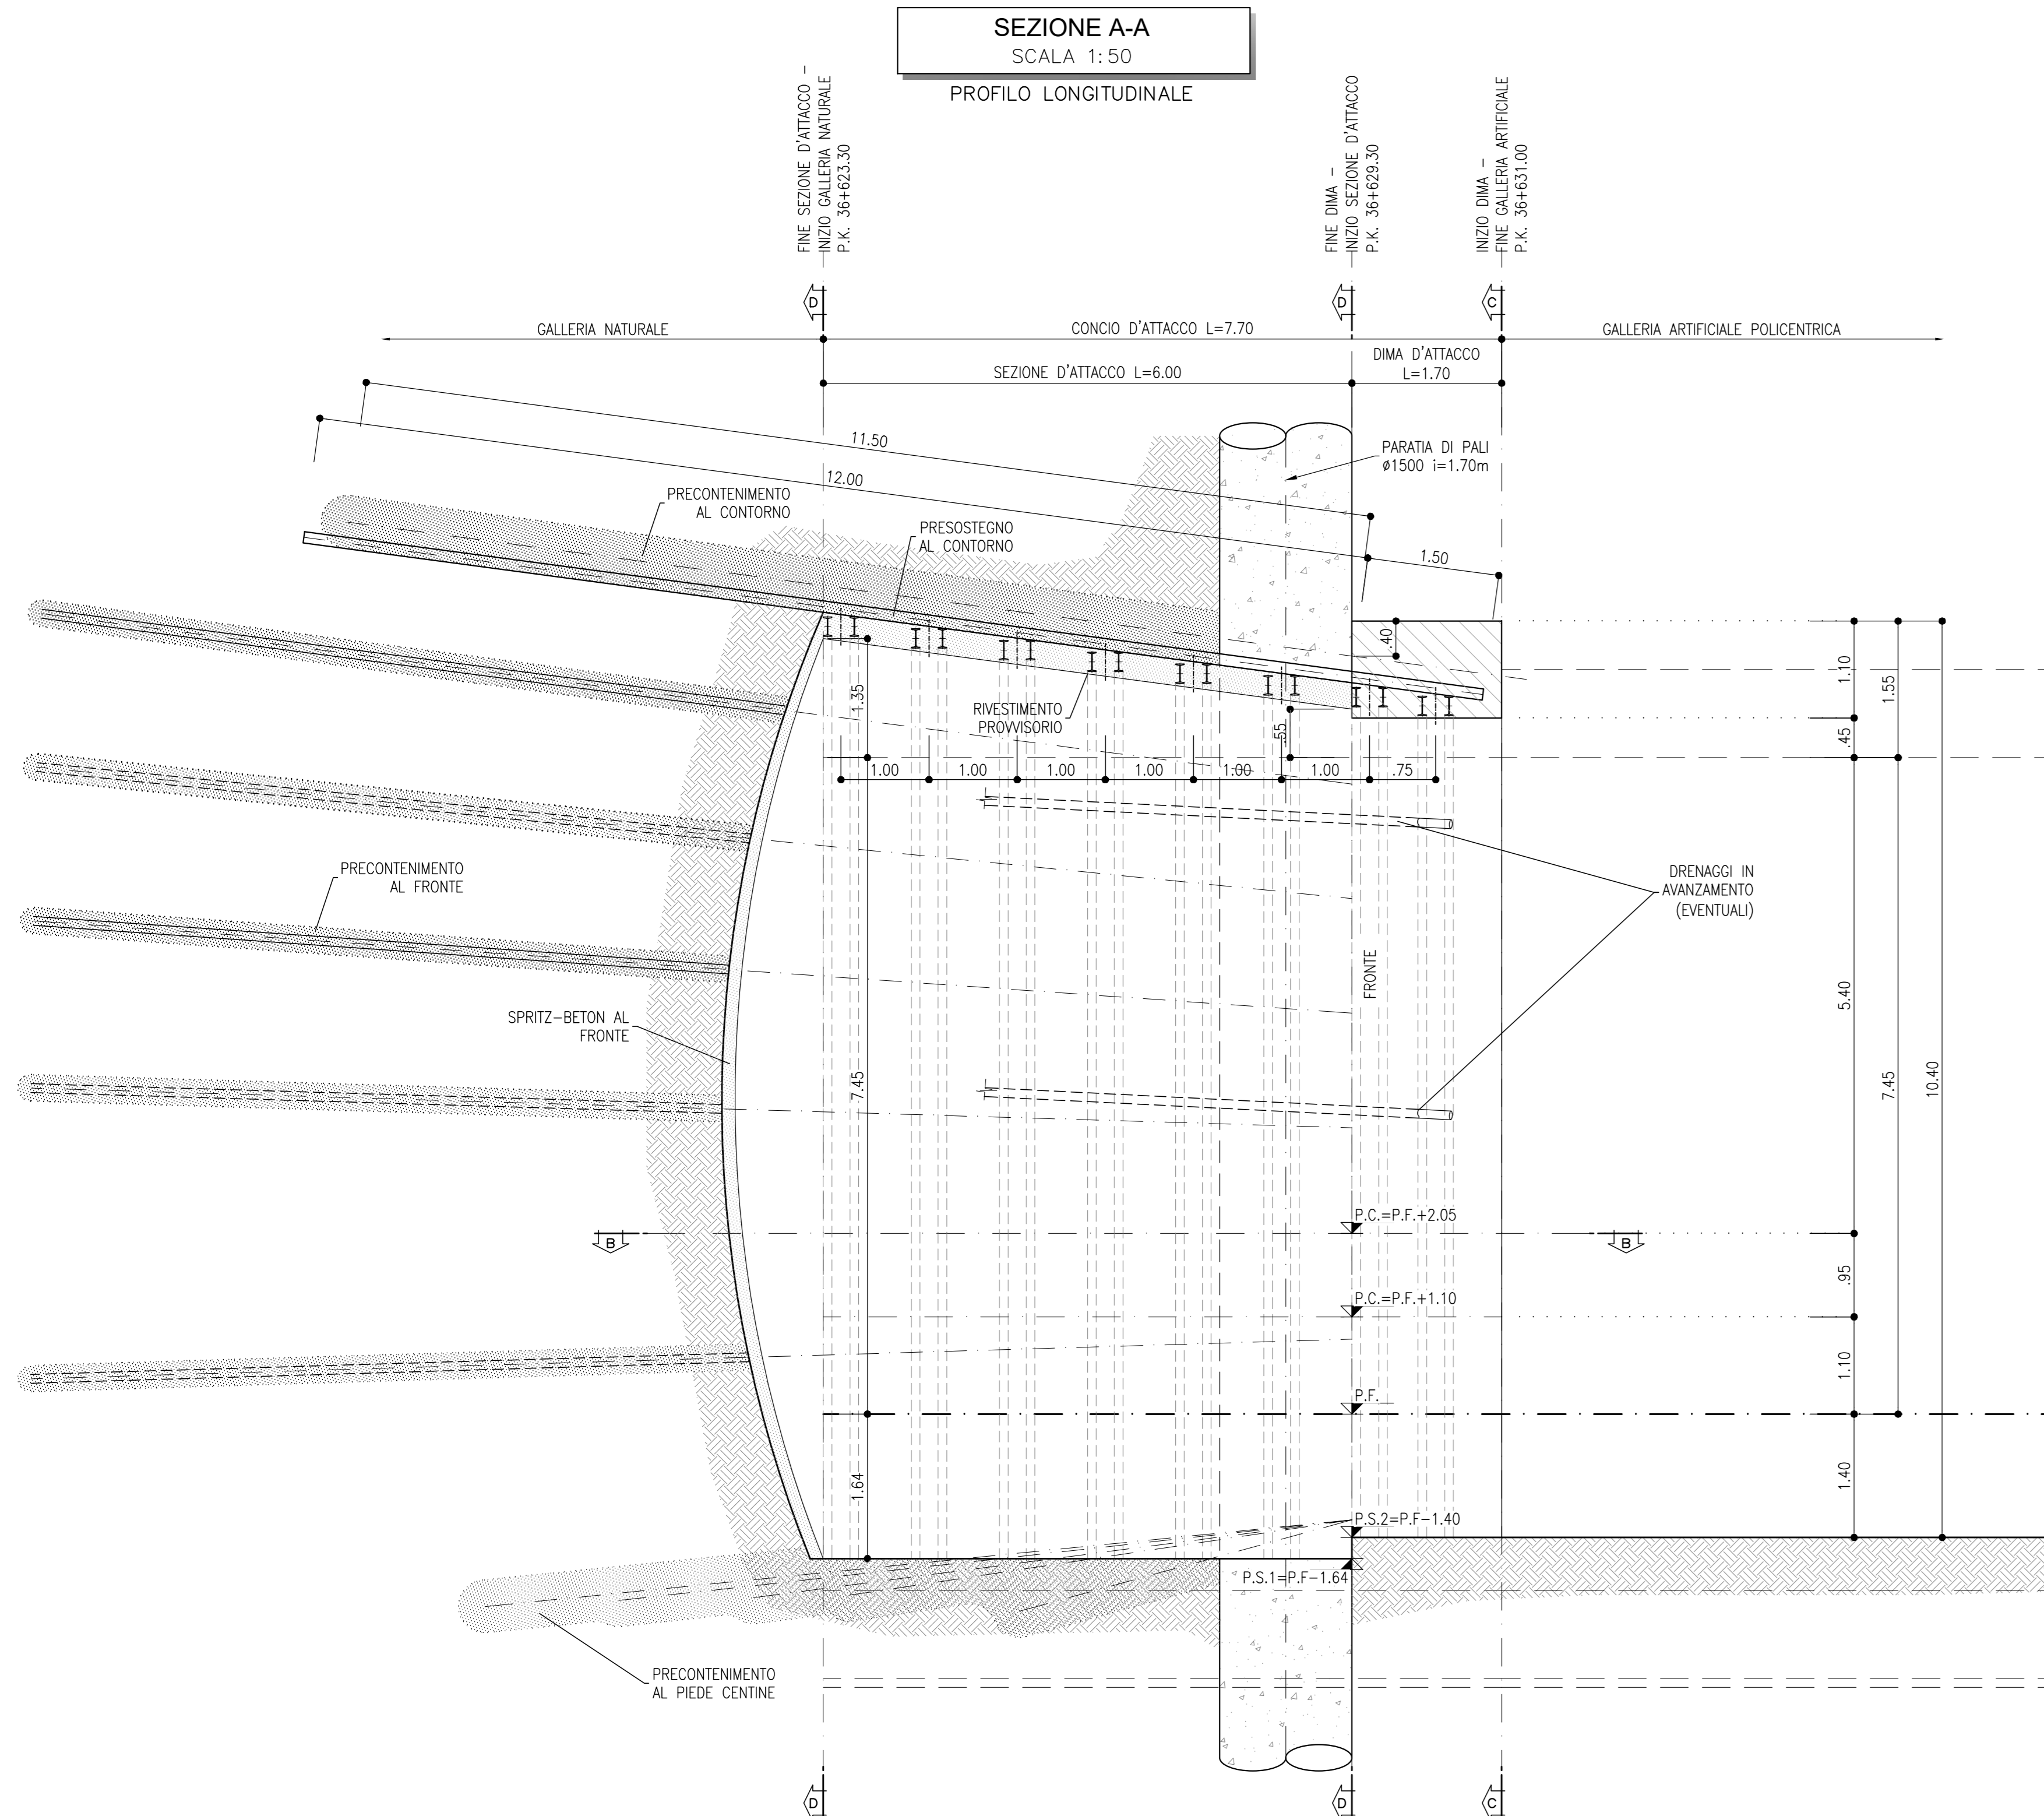 SEZIONE A-A
SCALA 1:50
PROFILO LONGITUDINALE
FINE SEZIONE D'ATTACCO –
INIZIO GALLERIA NATURALE
P.K. 36+623.30
FINE DIMA –
INIZIO SEZIONE D'ATTACCO
P.K. 36+629.30
INIZIO DIMA –
FINE GALLERIA ARTIFICIALE
P.K. 36+631.00
D
D
C
GALLERIA NATURALE
CONCIO D'ATTACCO L=7.70
GALLERIA ARTIFICIALE POLICENTRICA
SEZIONE D'ATTACCO L=6.00
DIMA D'ATTACCO
L=1.70
11.50
12.00
1.50
PARATIA DI PALI
ø1500 i=1.70m
PRECONTENIMENTO
AL CONTORNO
PRESOSTEGNO
AL CONTORNO
.40
1.10
1.55
1.35
RIVESTIMENTO
PROVVISORIO
.55
.45
1.00
1.00
1.00
1.00
1.00
1.00
.75
PRECONTENIMENTO
AL FRONTE
DRENAGGI IN
AVANZAMENTO
(EVENTUALI)
FRONTE
5.40
SPRITZ–BETON AL
FRONTE
7.45
7.45
10.40
P.C.=P.F.+2.05
B
B
.95
P.C.=P.F.+1.10
1.10
P.F.
1.64
1.40
P.S.2=P.F–1.40
P.S.1=P.F–1.64
PRECONTENIMENTO
AL PIEDE CENTINE
D
D
C